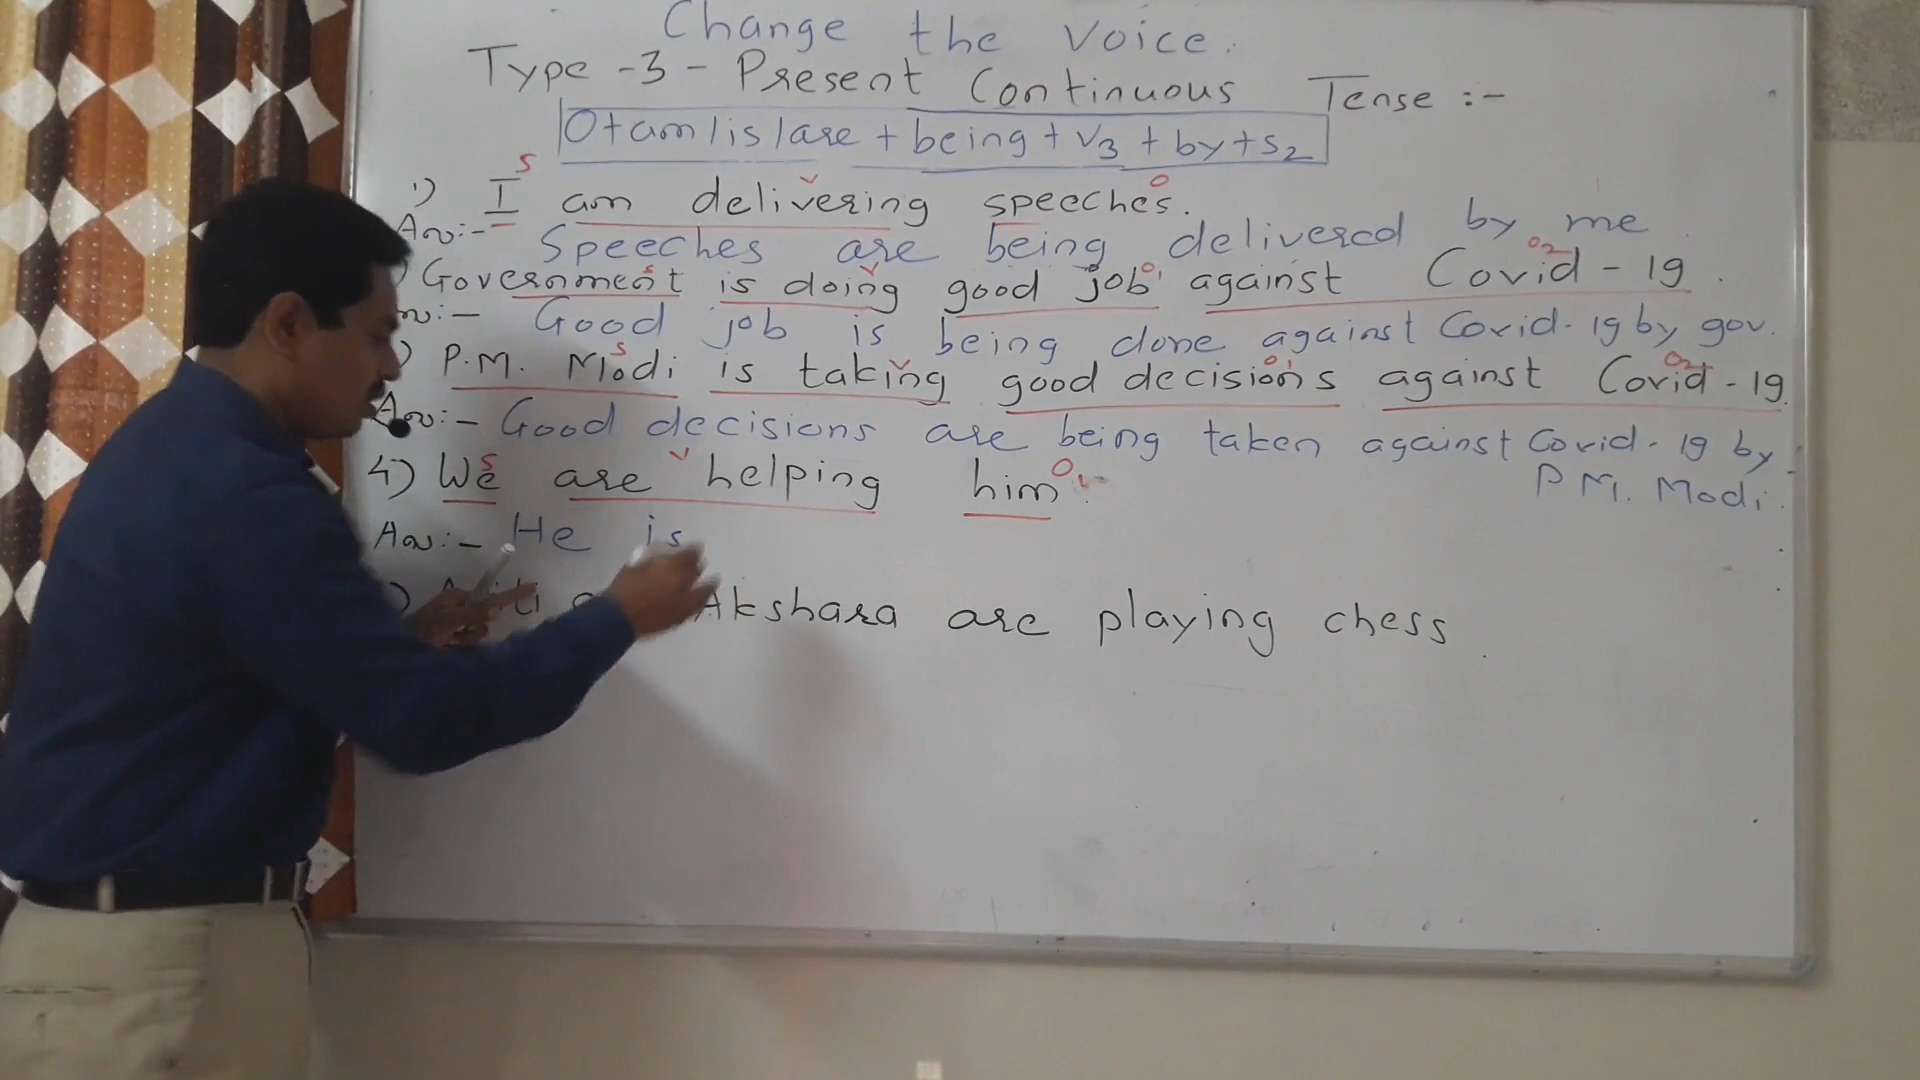 Change the Voice.
Type -3 - Present Continuous Tense :-
O+am/is/are + being + V3 + by + S2
1) I am delivering speeches.
Ans:- Speeches are being delivered by me.
) Government is doing good job against Covid-19.
ns:- Good job is being done against Covid-19 by gov.
) P.M. Modi is taking good decisions against Covid-19.
Ans:- Good decisions are being taken against Covid-19 by
P.M. Modi.
4) We are helping him.
Ans:- He is
) Akshara are playing chess.